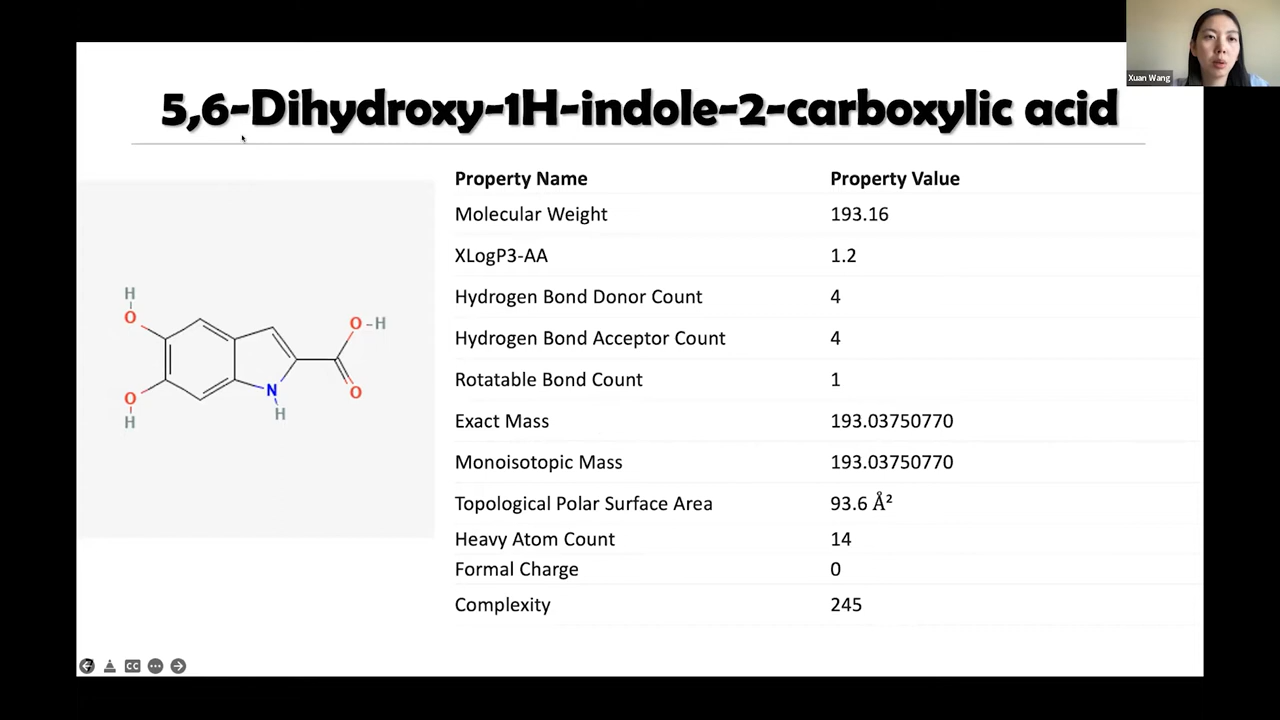 Xuan Wang
5,6-Dihydroxy-1H-indole-2-carboxylic acid
Property Name Property Value
Molecular Weight 193.16
XLogP3-AA 1.2
Hydrogen Bond Donor Count 4
Hydrogen Bond Acceptor Count 4
Rotatable Bond Count 1
Exact Mass 193.03750770
Monoisotopic Mass 193.03750770
Topological Polar Surface Area 93.6 Å²
Heavy Atom Count 14
Formal Charge 0
Complexity 245
H
O
O-H
O
H
N
H
O
CC